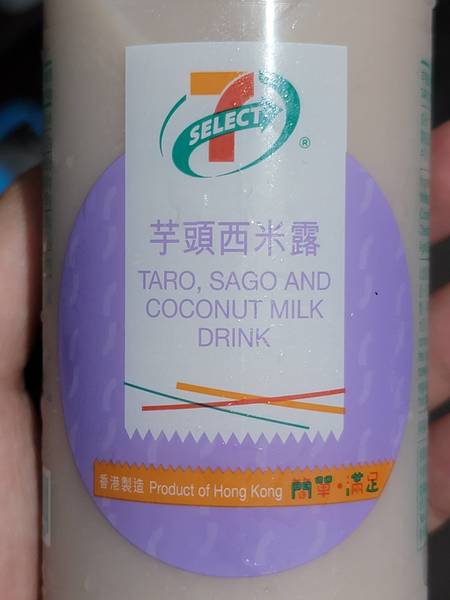 7
SELECT
®
芋頭西米露
TARO, SAGO AND
COCONUT MILK
DRINK
香港製造 Product of Hong Kong 簡單·滿足